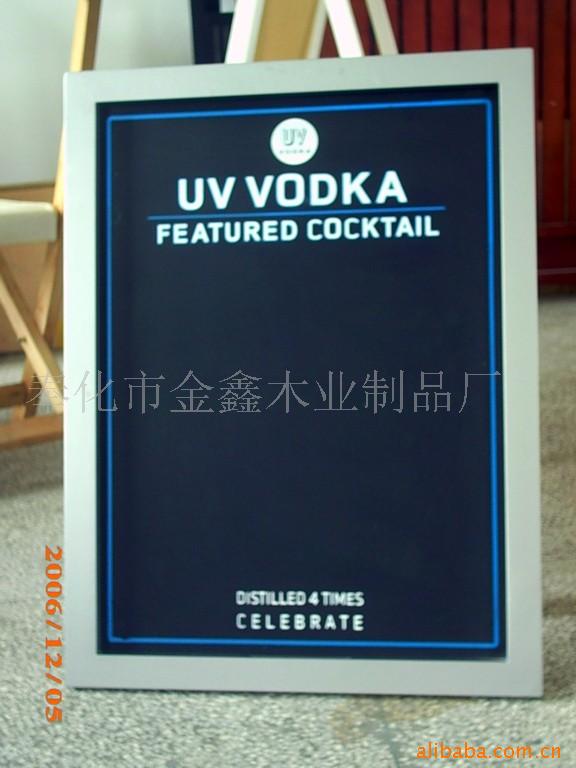 UV
VODKA
UV VODKA
FEATURED COCKTAIL
奉化市金鑫木业制品厂
DISTILLED 4 TIMES
CELEBRATE
2006/12/05
alibaba.com.cn